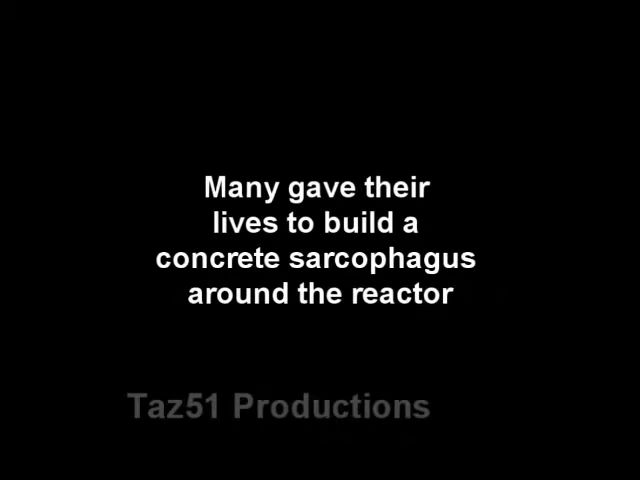 Many gave their
lives to build a
concrete sarcophagus
around the reactor
Taz51 Productions